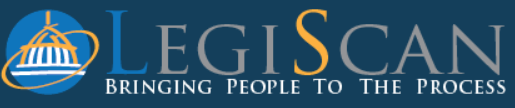 LEGISCAN
BRINGING PEOPLE TO THE PROCESS